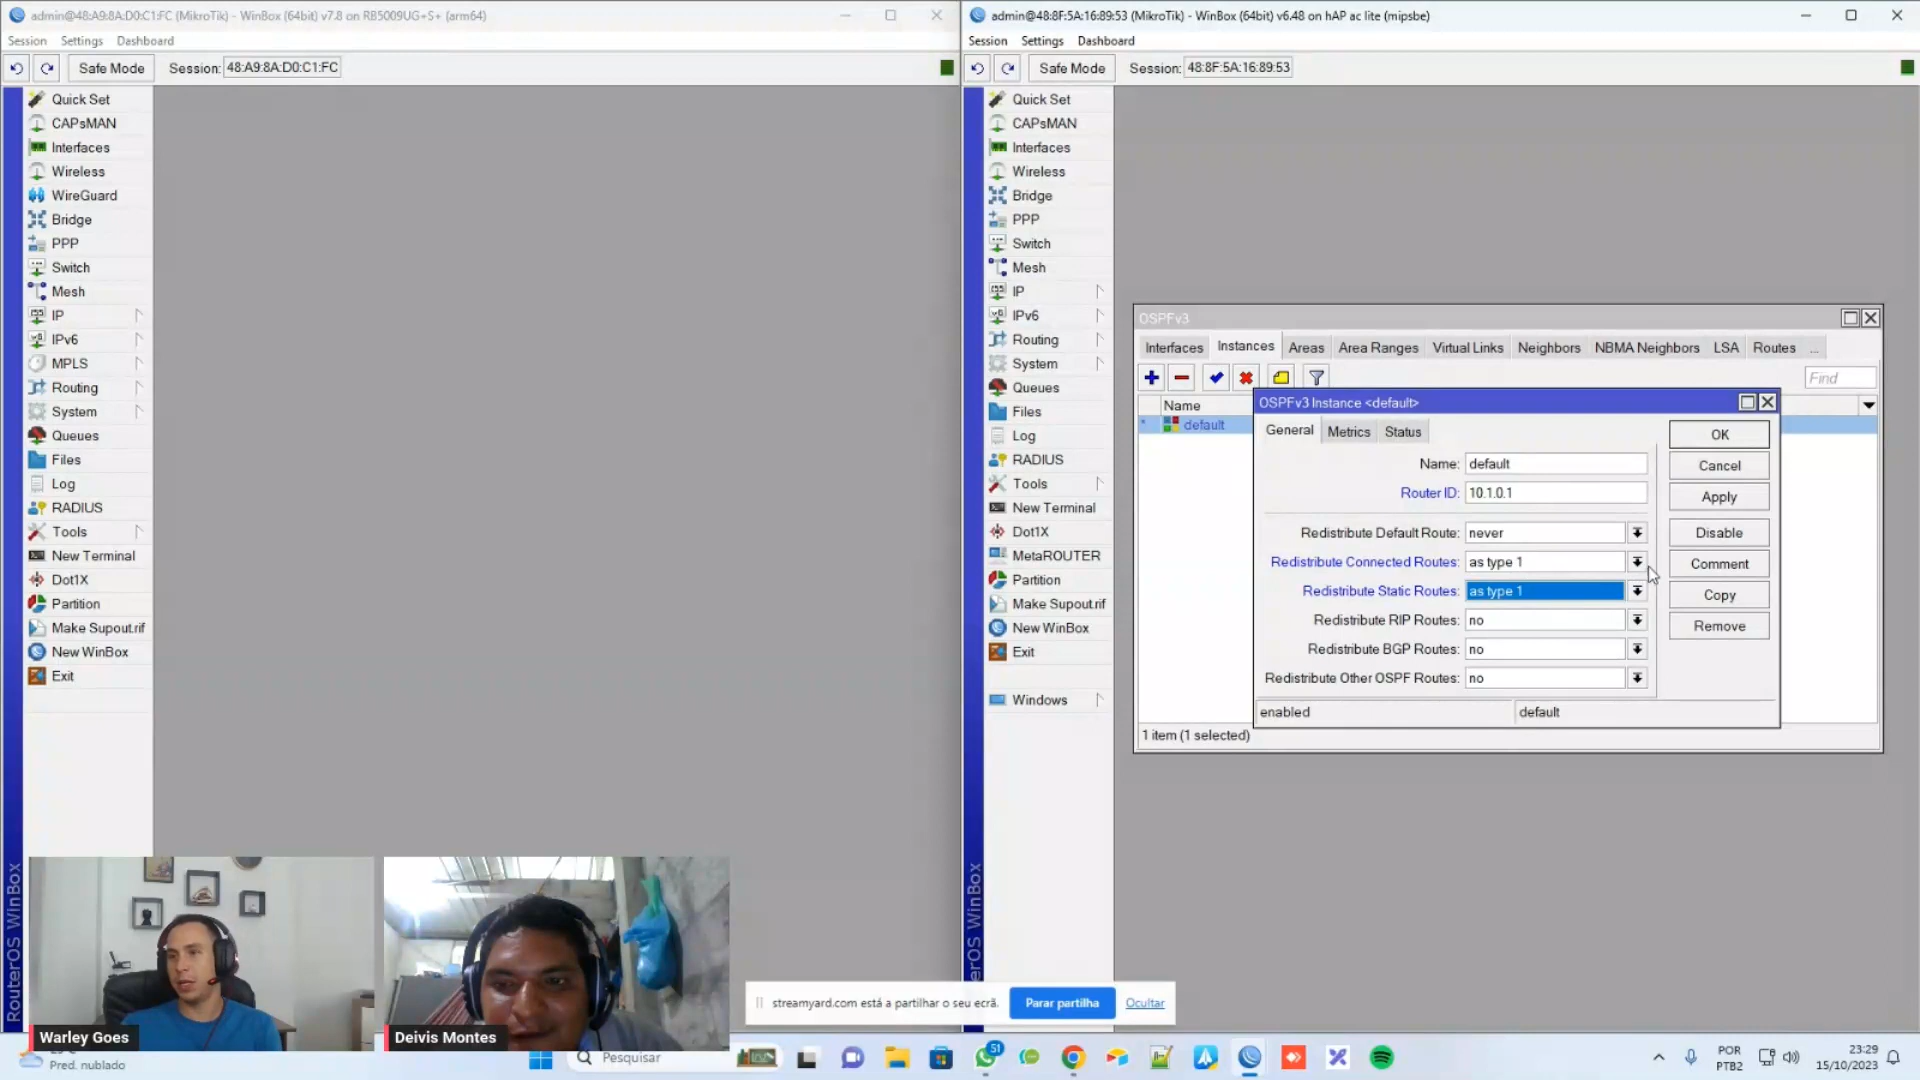 admin@48:A9:8A:D0:C1:FC (MikroTik) - WinBox (64bit) v7.8 on RB5009UG+S+ (arm64)
Session Settings Dashboard
Safe Mode Session: 48:A9:8A:D0:C1:FC
Quick Set
CAPsMAN
Interfaces
Wireless
WireGuard
Bridge
PPP
Switch
Mesh
IP
IPv6
MPLS
Routing
System
Queues
Files
Log
RADIUS
Tools
New Terminal
Dot1X
Partition
Make Supout.rif
New WinBox
Exit
RouterOS WinBox
admin@48:8F:5A:16:89:53 (MikroTik) - WinBox (64bit) v6.48 on hAP ac lite (mipsbe)
Session Settings Dashboard
Safe Mode Session: 48:8F:5A:16:89:53
Quick Set
CAPsMAN
Interfaces
Wireless
Bridge
PPP
Switch
Mesh
IP
IPv6
Routing
System
Queues
Files
Log
RADIUS
Tools
New Terminal
Dot1X
MetaROUTER
Partition
Make Supout.rif
New WinBox
Exit
Windows
erOS WinBox
OSPFv3
Interfaces Instances Areas Area Ranges Virtual Links Neighbors NBMA Neighbors LSA Routes ...
Find
Name
* default
1 item (1 selected)
OSPFv3 Instance <default>
General Metrics Status
Name: default
Router ID: 10.1.0.1
Redistribute Default Route: never
Redistribute Connected Routes: as type 1
Redistribute Static Routes: as type 1
Redistribute RIP Routes: no
Redistribute BGP Routes: no
Redistribute Other OSPF Routes: no
enabled default
OK
Cancel
Apply
Disable
Comment
Copy
Remove
Warley Goes
Deivis Montes
streamyard.com está a partilhar o seu ecrã. Parar partilha Ocultar
Pred. nublado
Pesquisar
51
POR
PTB2
23:29
15/10/2023